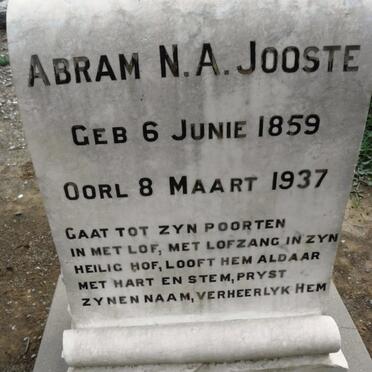 ABRAM N.A. JOOSTE
GEB 6 JUNIE 1859
OORL 8 MAART 1937
GAAT TOT ZYN POORTEN
IN MET LOF, MET LOFZANG IN ZYN
HEILIG HOF, LOOFT HEM ALDAAR
MET HART EN STEM, PRYST
ZYNEN NAAM, VERHEERLYK HEM